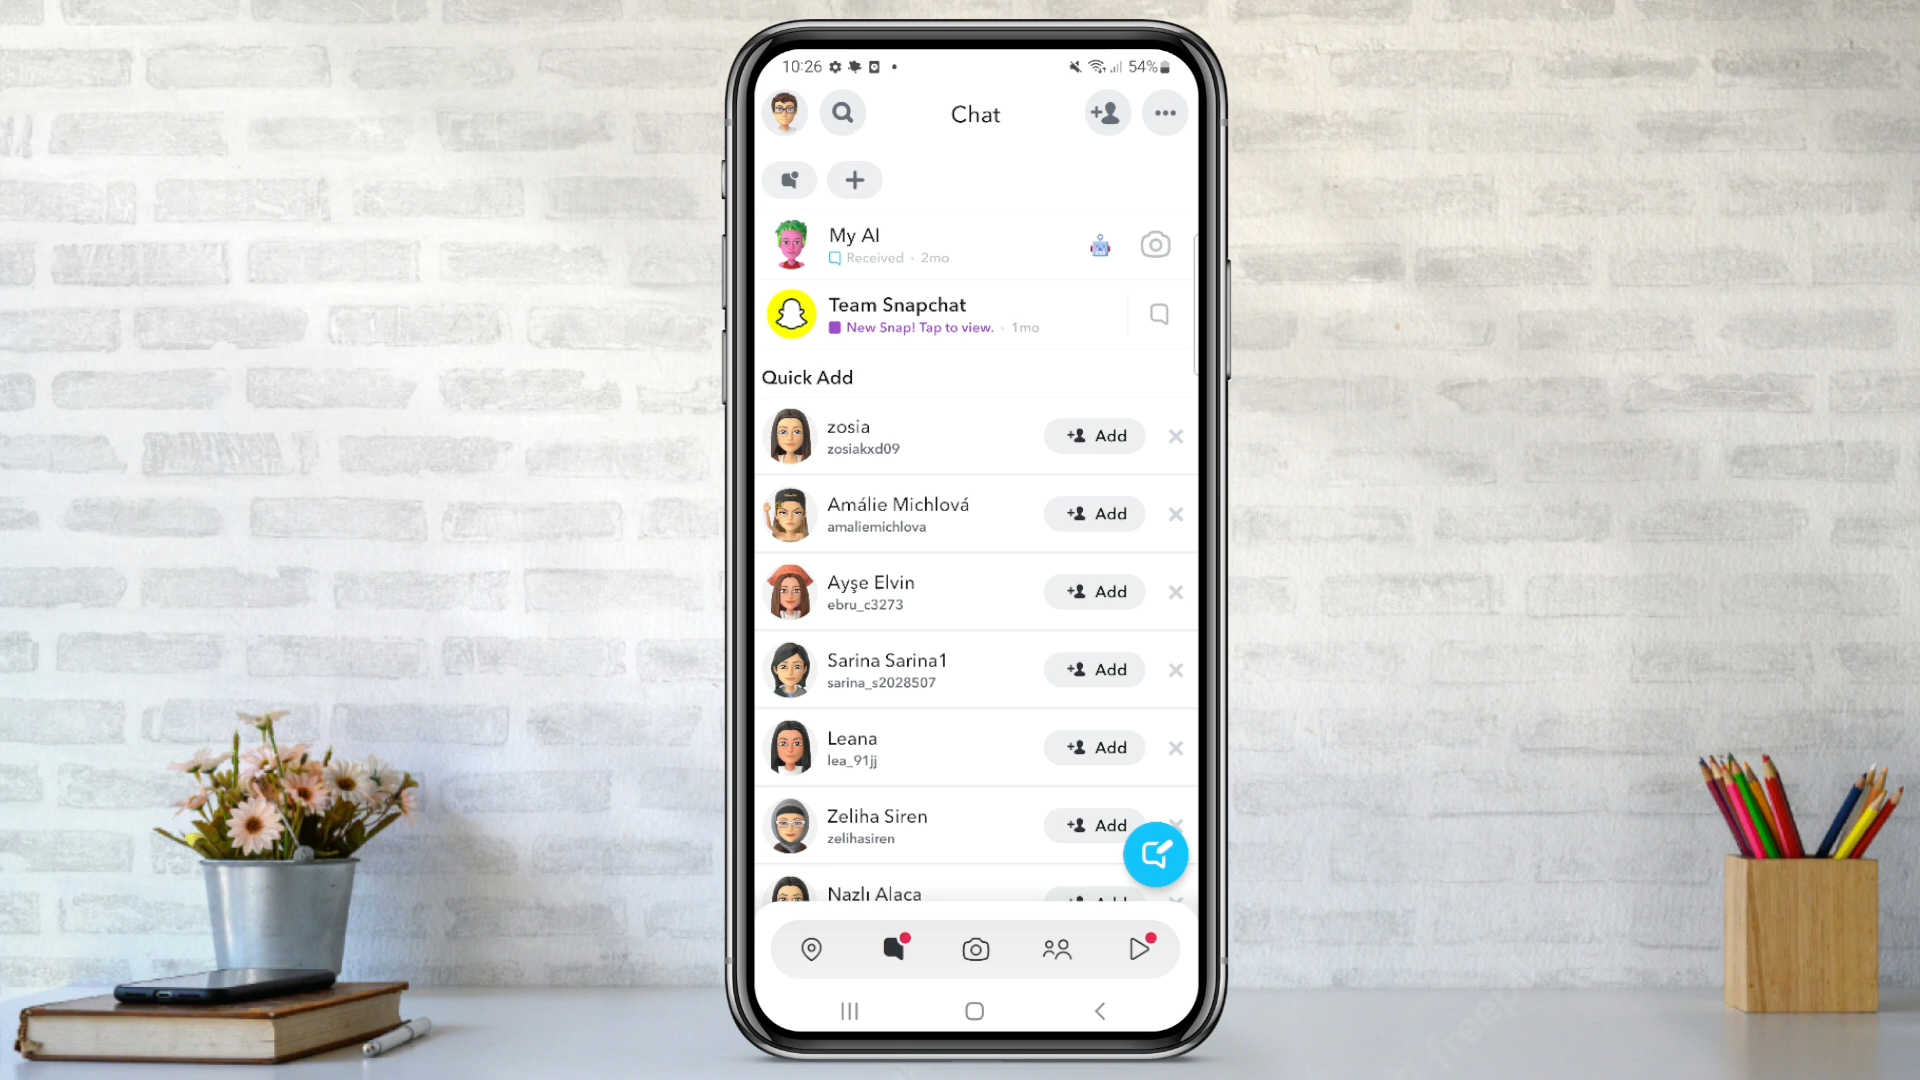 10:26
54%
Chat
My AI
Received • 2mo
Team Snapchat
New Snap! Tap to view. • 1mo
Quick Add
zosia
zosiakxd09
Add
Amálie Michlová
amaliemichlova
Add
Ayşe Elvin
ebru_c3273
Add
Sarina Sarina1
sarina_s2028507
Add
Leana
lea_91jj
Add
Zeliha Siren
zelihasiren
Add
Nazlı Alaca